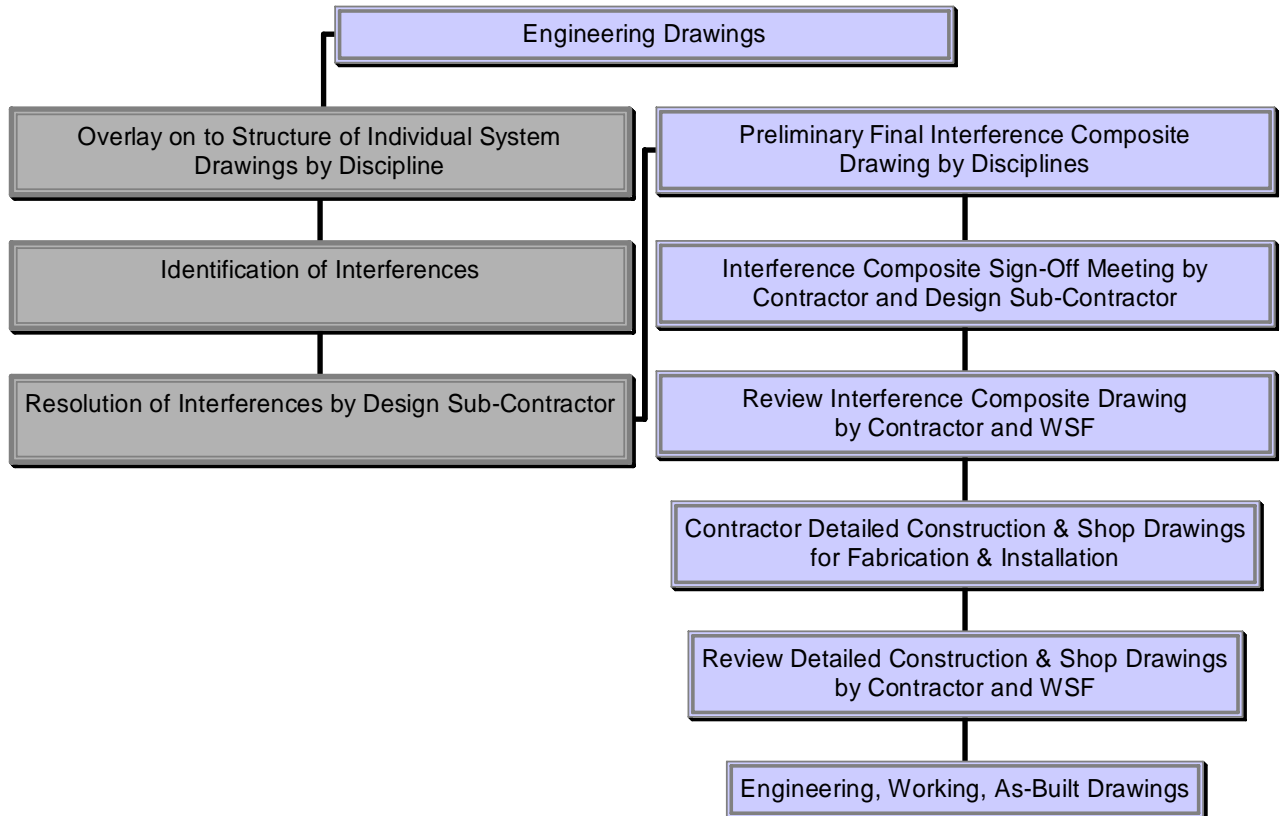 Engineering Drawings
Overlay on to Structure of Individual System
Drawings by Discipline
Identification of Interferences
Resolution of Interferences by Design Sub-Contractor
Preliminary Final Interference Composite
Drawing by Disciplines
Interference Composite Sign-Off Meeting by
Contractor and Design Sub-Contractor
Review Interference Composite Drawing
by Contractor and WSF
Contractor Detailed Construction & Shop Drawings
for Fabrication & Installation
Review Detailed Construction & Shop Drawings
by Contractor and WSF
Engineering, Working, As-Built Drawings